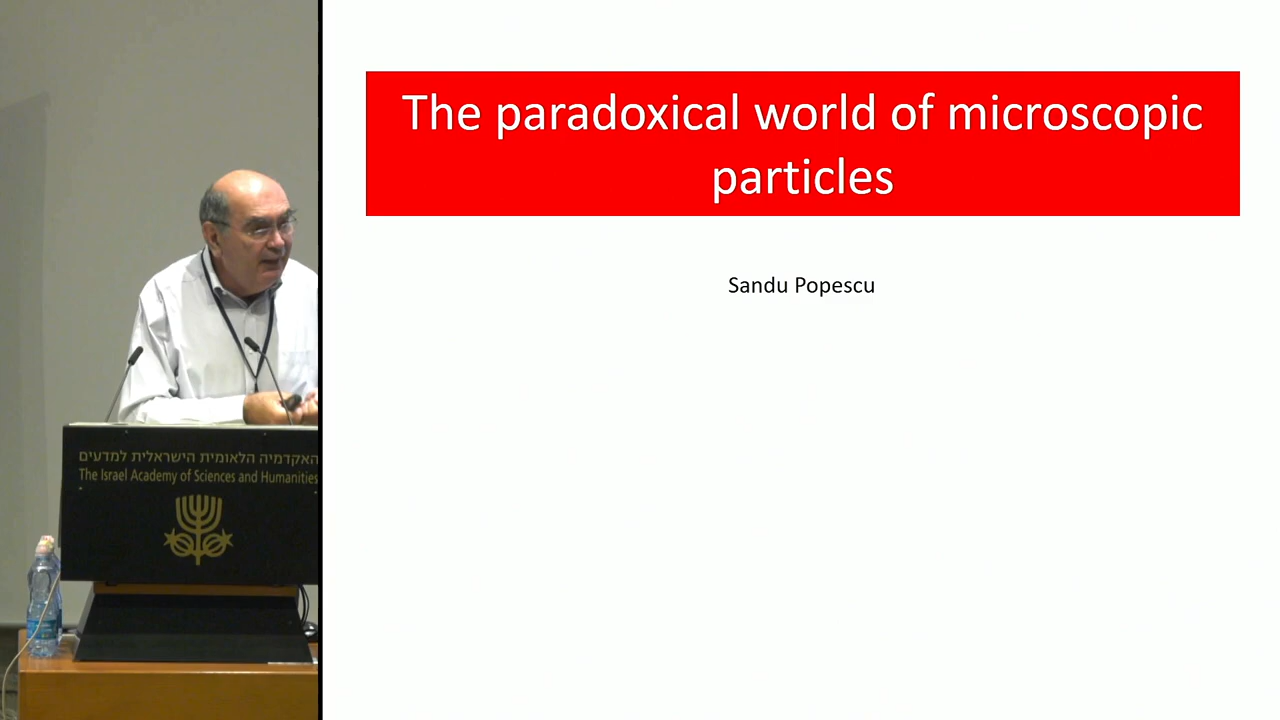 The paradoxical world of microscopic
particles
Sandu Popescu
האקדמיה הלאומית הישראלית למדעים
The Israel Academy of Sciences and Humanities